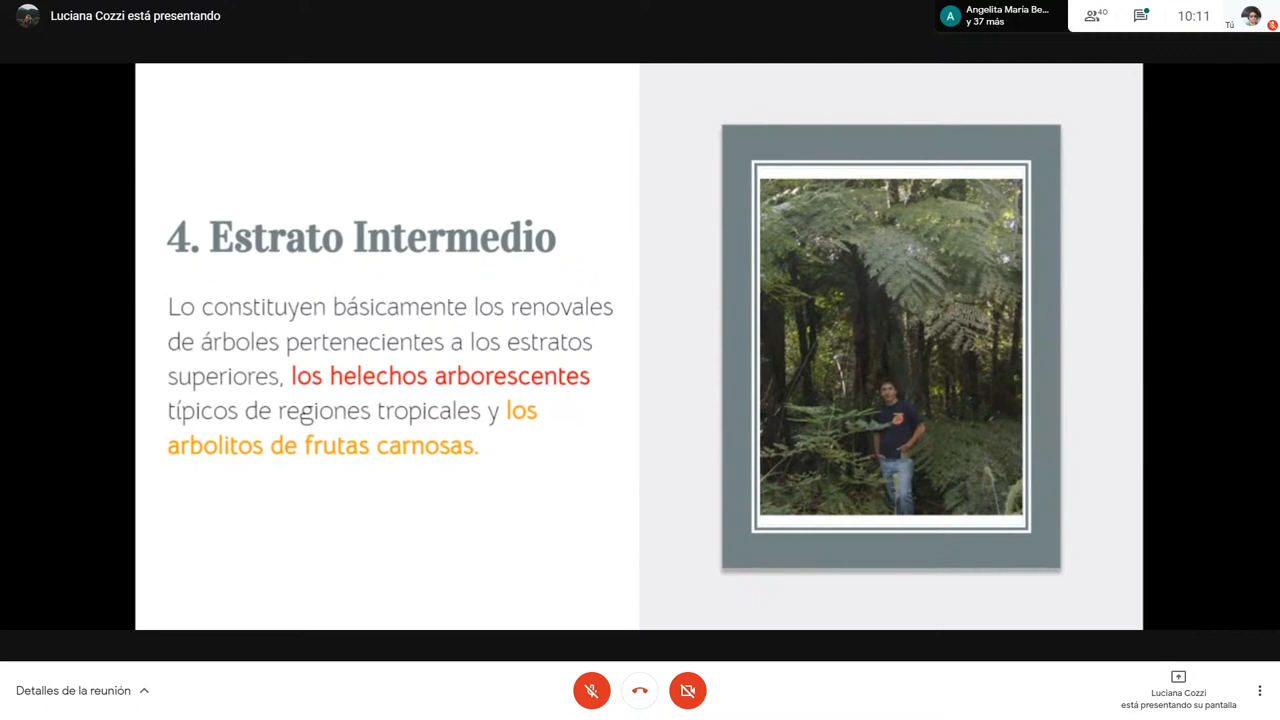 Luciana Cozzi está presentando
A
Angelita María Be...
y 37 más
40
10:11
Tú
4. Estrato Intermedio
Lo constituyen básicamente los renovales
de árboles pertenecientes a los estratos
superiores, los helechos arborescentes
típicos de regiones tropicales y los
arbolitos de frutas carnosas.
Detalles de la reunión
Luciana Cozzi
está presentando su pantalla